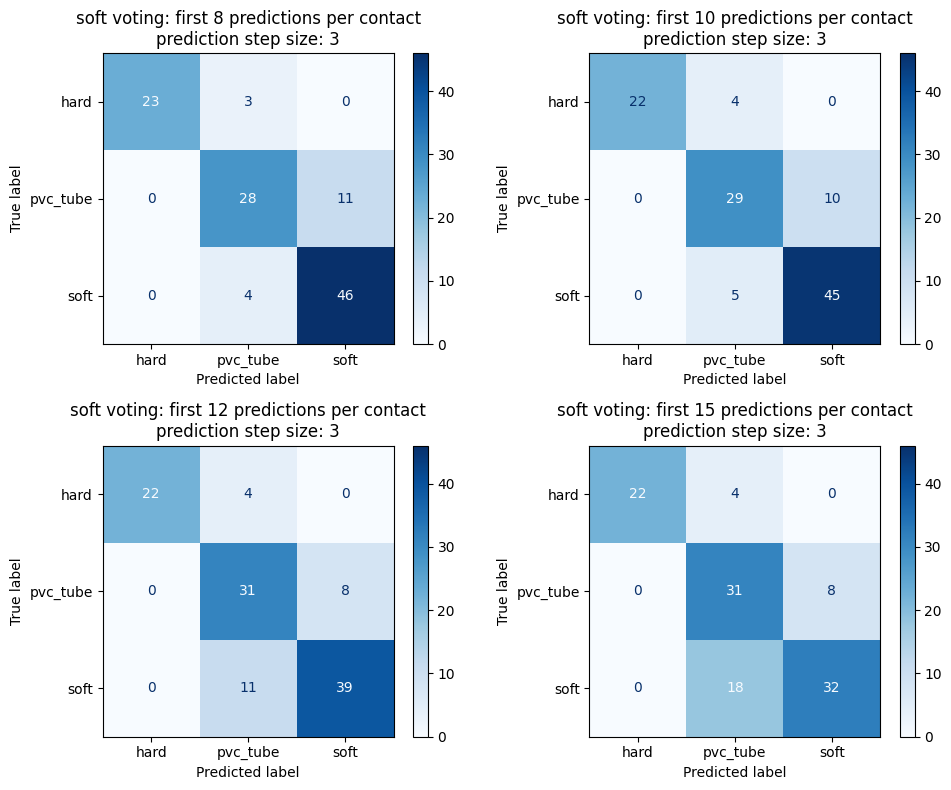 soft voting: first 8 predictions per contact
prediction step size: 3
hard
pvc_tube
soft
True label
23 3 0
0 28 11
0 4 46
hard pvc_tube soft
Predicted label
40
30
20
10
0
soft voting: first 10 predictions per contact
prediction step size: 3
hard
pvc_tube
soft
True label
22 4 0
0 29 10
0 5 45
hard pvc_tube soft
Predicted label
40
30
20
10
0
soft voting: first 12 predictions per contact
prediction step size: 3
hard
pvc_tube
soft
True label
22 4 0
0 31 8
0 11 39
hard pvc_tube soft
Predicted label
40
30
20
10
0
soft voting: first 15 predictions per contact
prediction step size: 3
hard
pvc_tube
soft
True label
22 4 0
0 31 8
0 18 32
hard pvc_tube soft
Predicted label
40
30
20
10
0